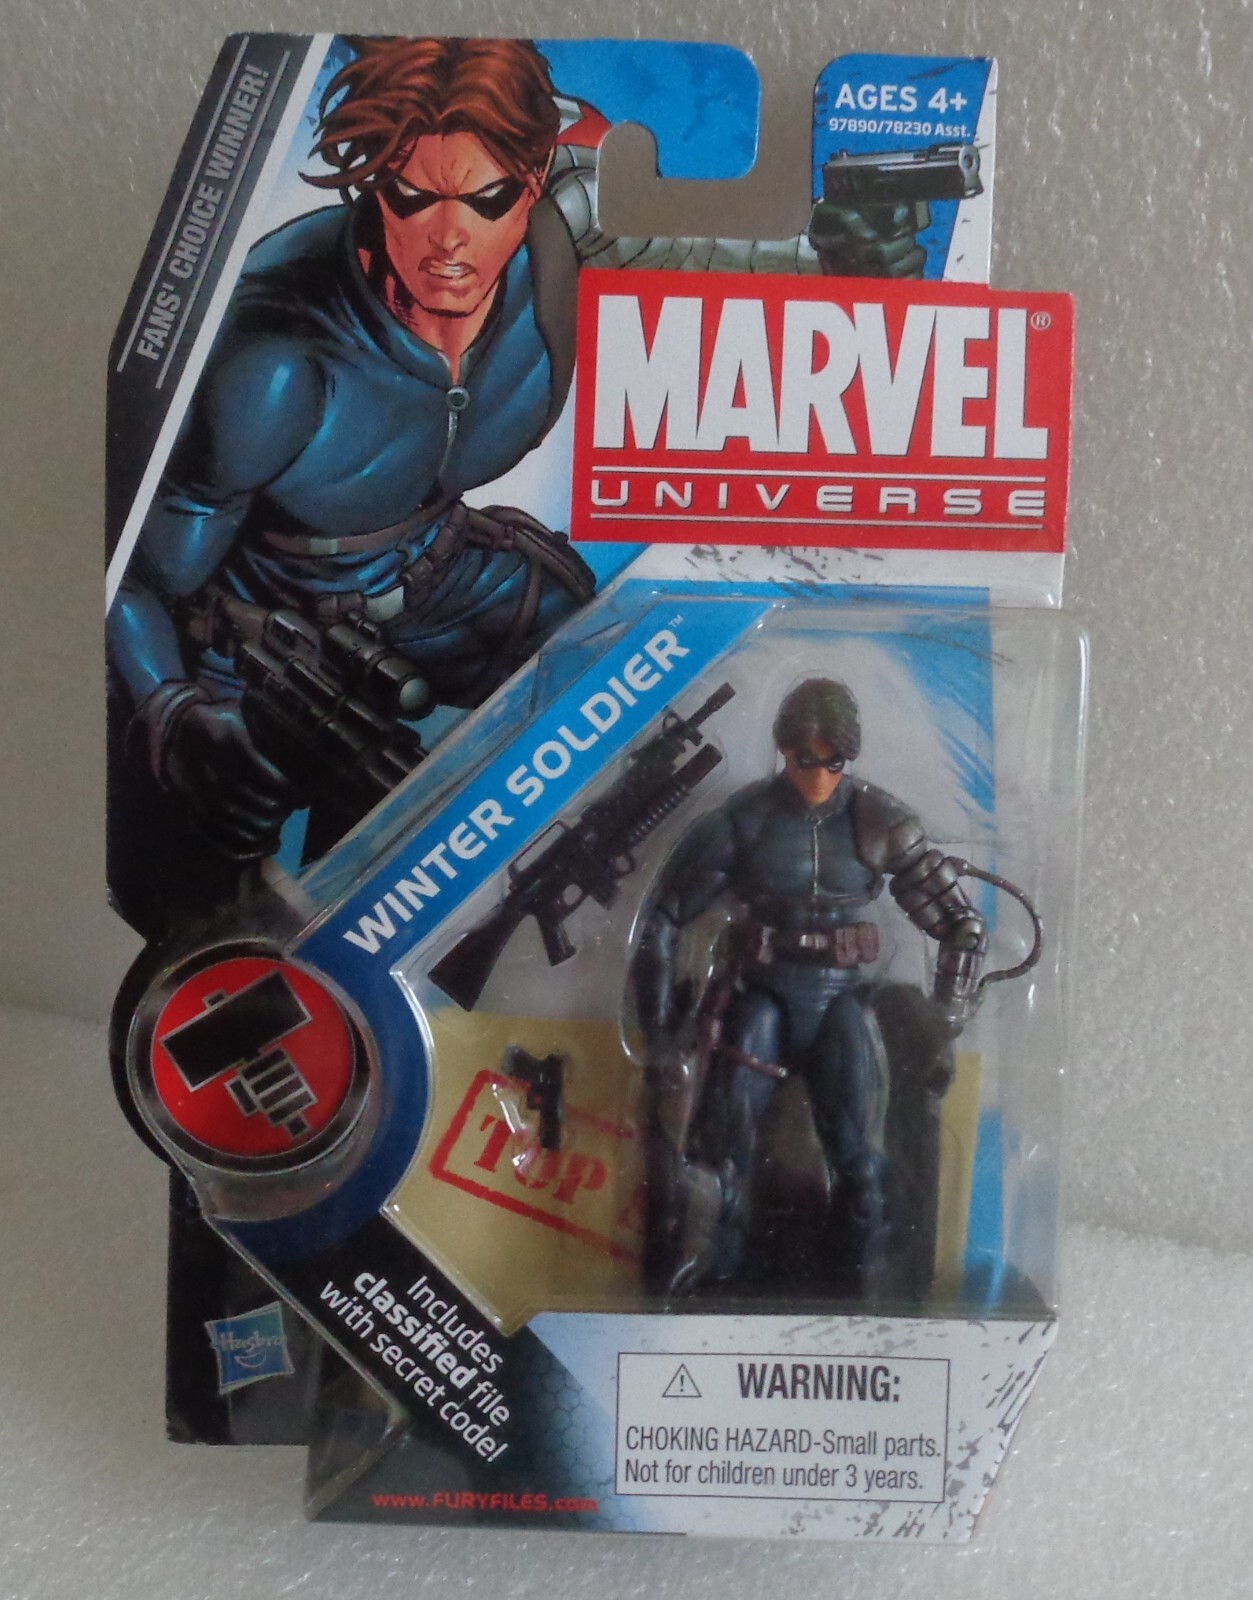 FANS' CHOICE WINNER!
AGES 4+
97890/78230 Asst.
MARVEL®
UNIVERSE
WINTER SOLDIER™
TOP
Includes
classified file
with secret code!
Hasbro
⚠ WARNING:
CHOKING HAZARD-Small parts.
Not for children under 3 years.
www.FURYFILES.com